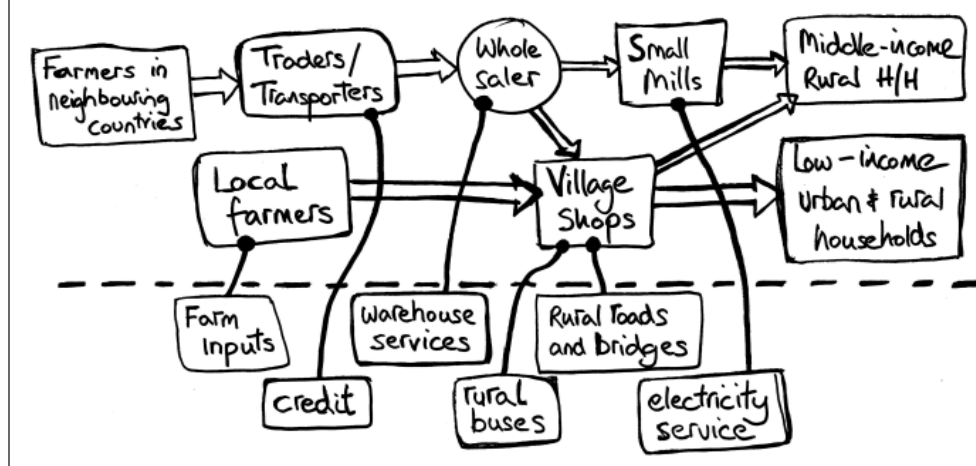 Farmers in
neighbouring
countries
Traders/
Transporters
Whole
saler
Small
Mills
Middle-income
Rural H/H
Local
farmers
Village
Shops
Low-income
urban & rural
households
Farm
Inputs
credit
warehouse
services
rural
buses
Rural roads
and bridges
electricity
service